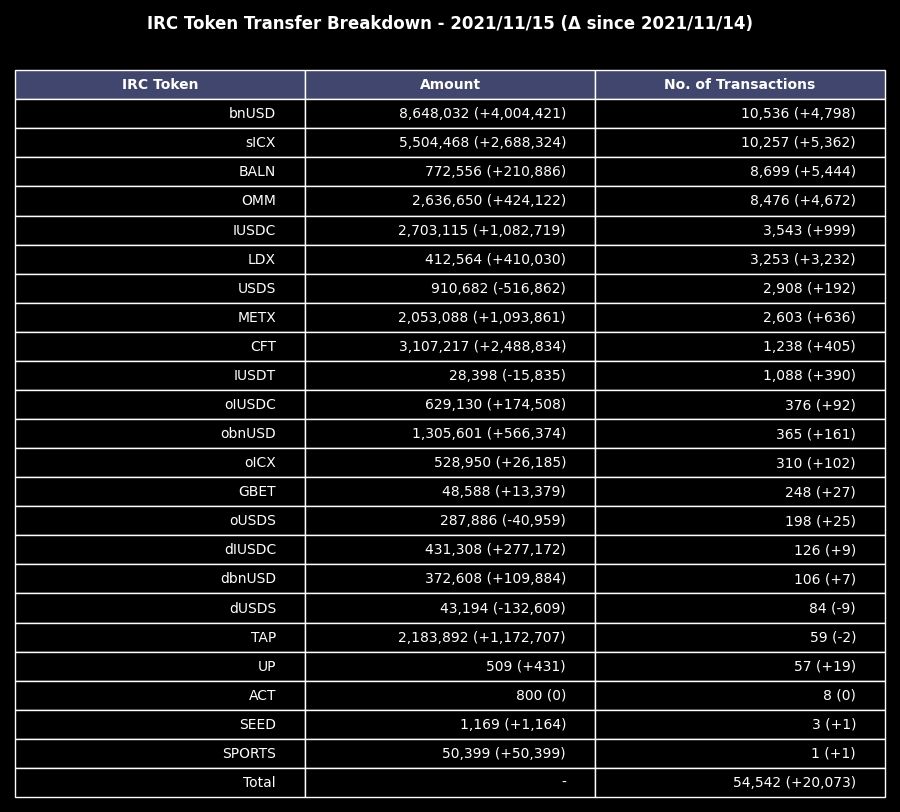 IRC Token Transfer Breakdown - 2021/11/15 (Δ since 2021/11/14)
IRC Token Amount No. of Transactions
bnUSD 8,648,032 (+4,004,421) 10,536 (+4,798)
sICX 5,504,468 (+2,688,324) 10,257 (+5,362)
BALN 772,556 (+210,886) 8,699 (+5,444)
OMM 2,636,650 (+424,122) 8,476 (+4,672)
IUSDC 2,703,115 (+1,082,719) 3,543 (+999)
LDX 412,564 (+410,030) 3,253 (+3,232)
USDS 910,682 (-516,862) 2,908 (+192)
METX 2,053,088 (+1,093,861) 2,603 (+636)
CFT 3,107,217 (+2,488,834) 1,238 (+405)
IUSDT 28,398 (-15,835) 1,088 (+390)
oIUSDC 629,130 (+174,508) 376 (+92)
obnUSD 1,305,601 (+566,374) 365 (+161)
oICX 528,950 (+26,185) 310 (+102)
GBET 48,588 (+13,379) 248 (+27)
oUSDS 287,886 (-40,959) 198 (+25)
dIUSDC 431,308 (+277,172) 126 (+9)
dbnUSD 372,608 (+109,884) 106 (+7)
dUSDS 43,194 (-132,609) 84 (-9)
TAP 2,183,892 (+1,172,707) 59 (-2)
UP 509 (+431) 57 (+19)
ACT 800 (0) 8 (0)
SEED 1,169 (+1,164) 3 (+1)
SPORTS 50,399 (+50,399) 1 (+1)
Total - 54,542 (+20,073)